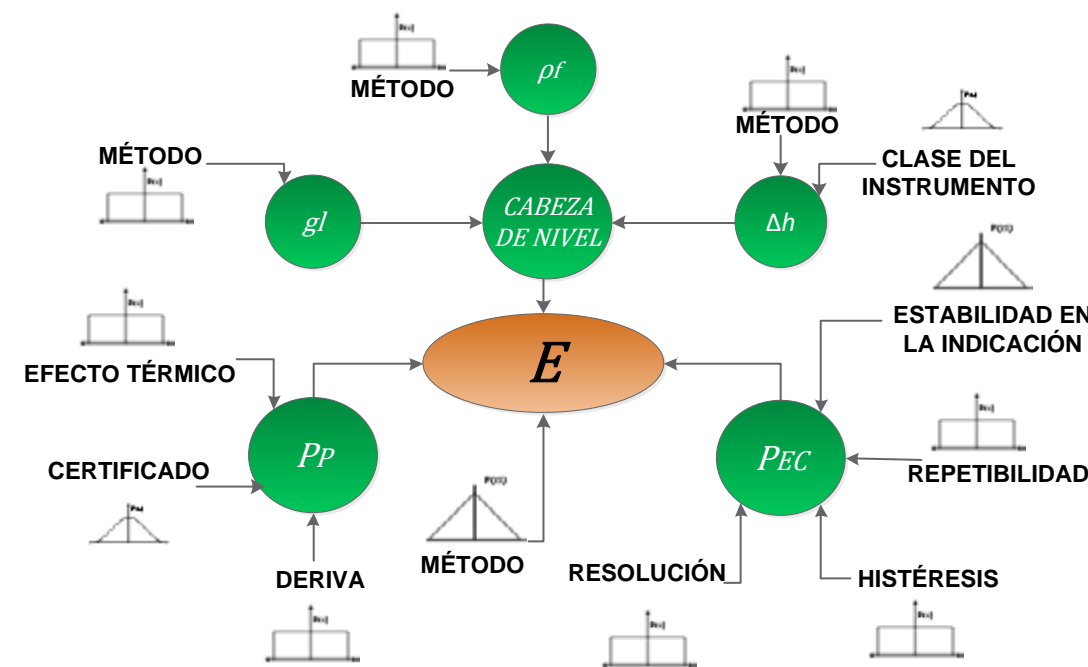 ρf
MÉTODO
MÉTODO
MÉTODO
CLASE DEL
INSTRUMENTO
gl
CABEZA
DE NIVEL
Δh
ESTABILIDAD EN
LA INDICACIÓN
E
EFECTO TÉRMICO
PP
PEC
CERTIFICADO
REPETIBILIDAD
MÉTODO
DERIVA
RESOLUCIÓN
HISTÉRESIS